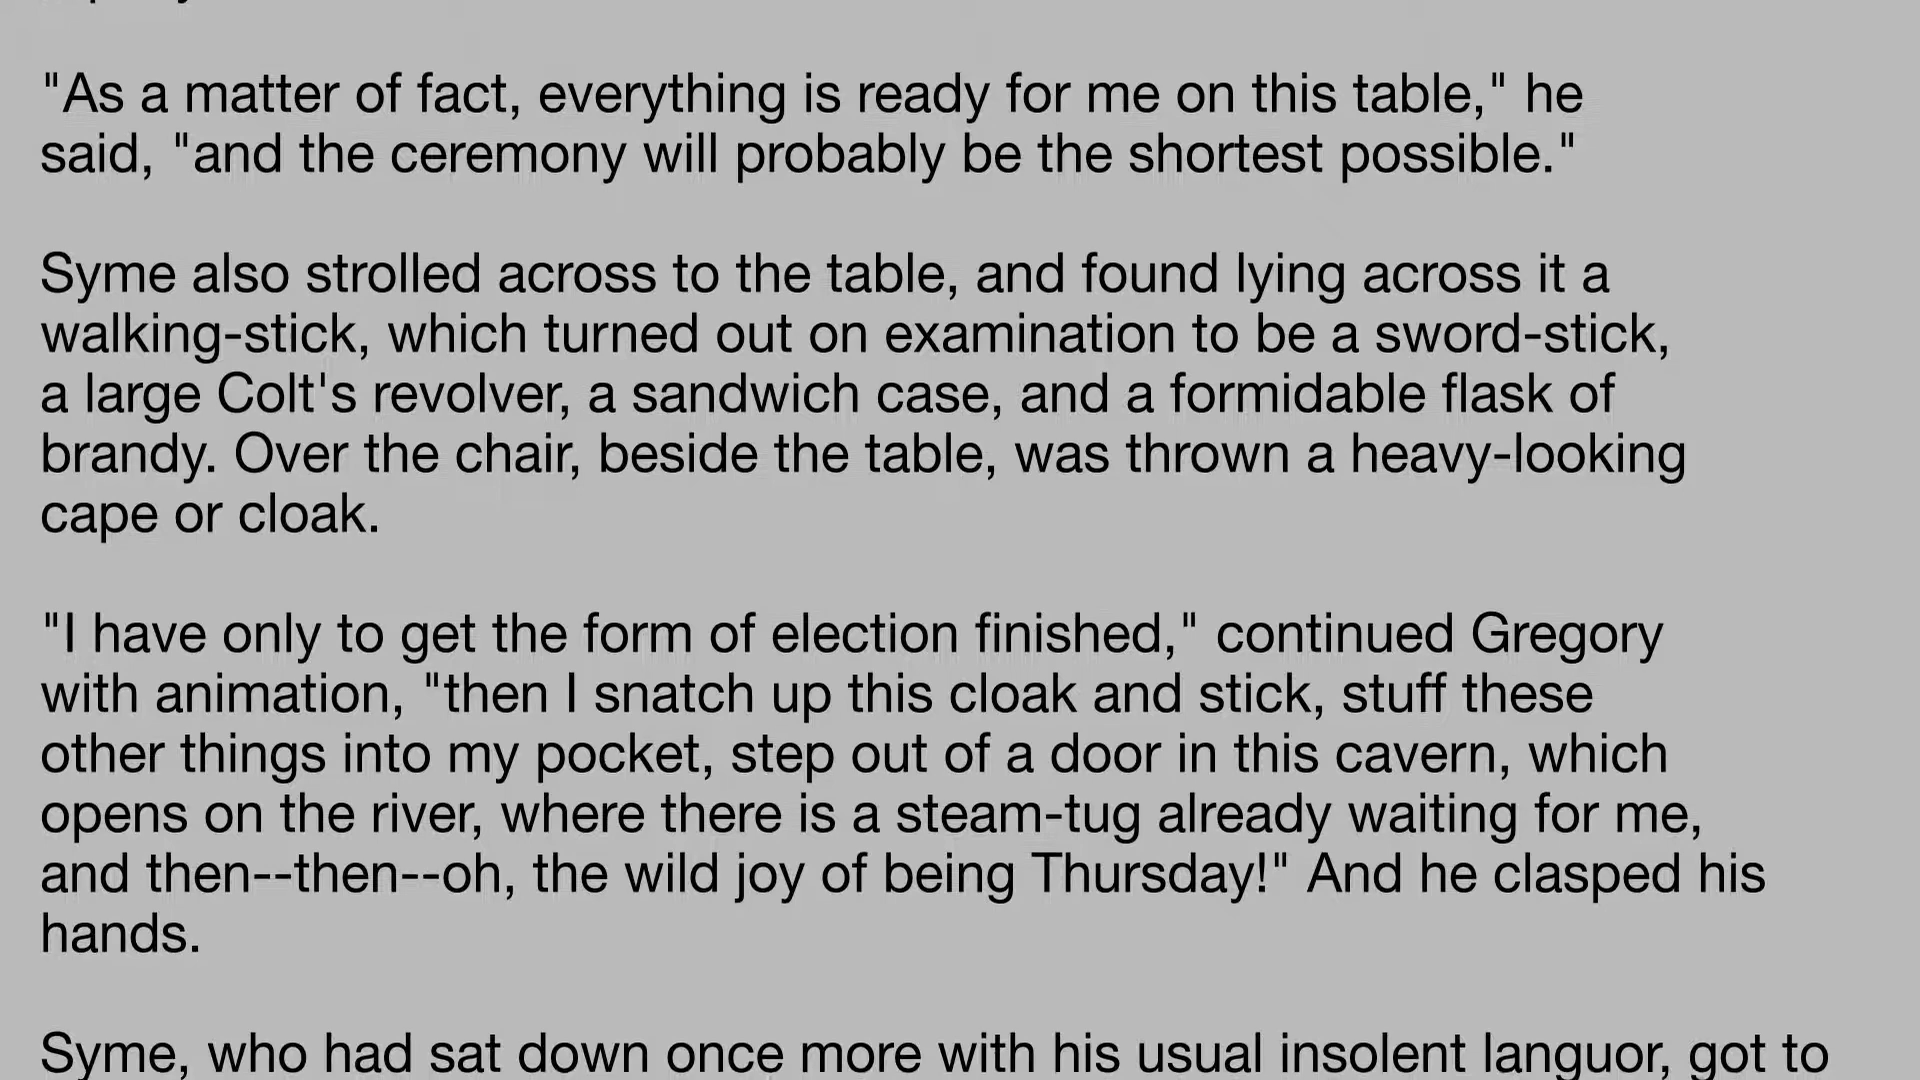 "As a matter of fact, everything is ready for me on this table," he
said, "and the ceremony will probably be the shortest possible."
Syme also strolled across to the table, and found lying across it a
walking-stick, which turned out on examination to be a sword-stick,
a large Colt's revolver, a sandwich case, and a formidable flask of
brandy. Over the chair, beside the table, was thrown a heavy-looking
cape or cloak.
"I have only to get the form of election finished," continued Gregory
with animation, "then I snatch up this cloak and stick, stuff these
other things into my pocket, step out of a door in this cavern, which
opens on the river, where there is a steam-tug already waiting for me,
and then--then--oh, the wild joy of being Thursday!" And he clasped his
hands.
Syme, who had sat down once more with his usual insolent languor, got to